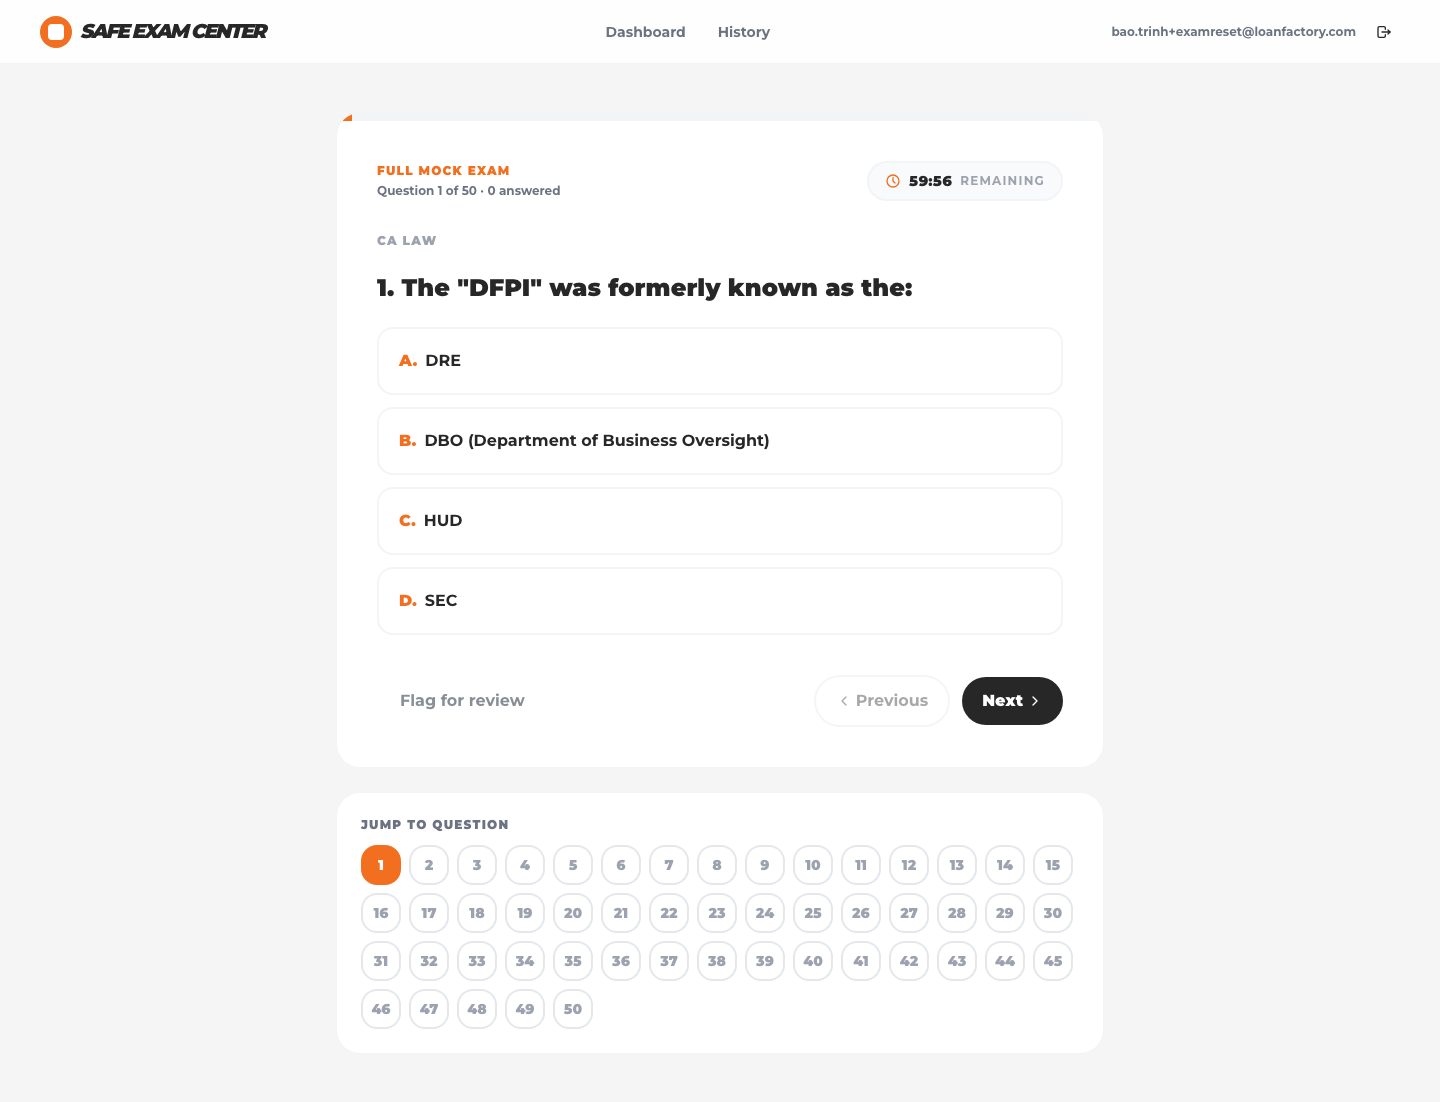 SAFE EXAM CENTER
Dashboard
History
bao.trinh+examreset@loanfactory.com
FULL MOCK EXAM
Question 1 of 50 · 0 answered
59:56 REMAINING
CA LAW
1. The "DFPI" was formerly known as the:
A. DRE
B. DBO (Department of Business Oversight)
C. HUD
D. SEC
Flag for review
Previous
Next
JUMP TO QUESTION
1 2 3 4 5 6 7 8 9 10 11 12 13 14 15
16 17 18 19 20 21 22 23 24 25 26 27 28 29 30
31 32 33 34 35 36 37 38 39 40 41 42 43 44 45
46 47 48 49 50